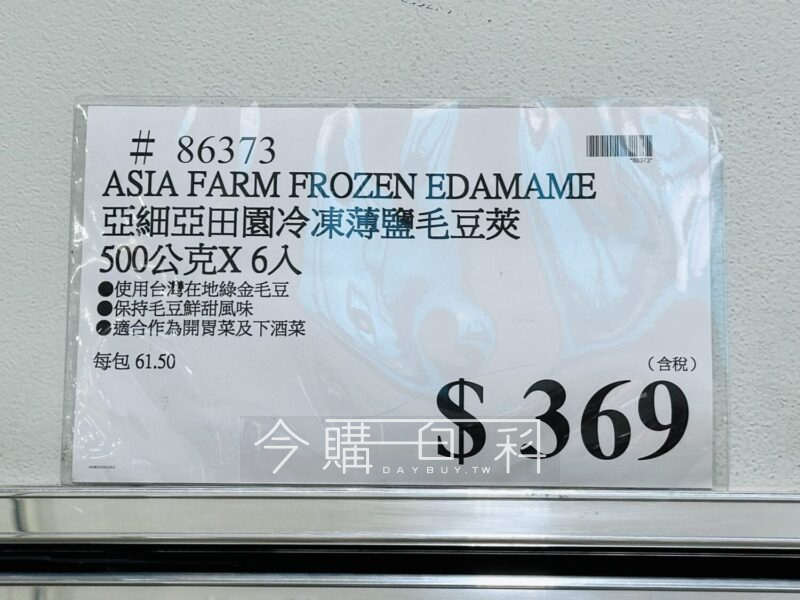 # 86373
*86373*
ASIA FARM FROZEN EDAMAME
亞細亞田園冷凍薄鹽毛豆莢
500公克X 6入
●使用台灣在地綠金毛豆
●保持毛豆鮮甜風味
●適合作為開胃菜及下酒菜
每包 61.50
（含稅）
$ 369
今購百科
DAYBUY.TW